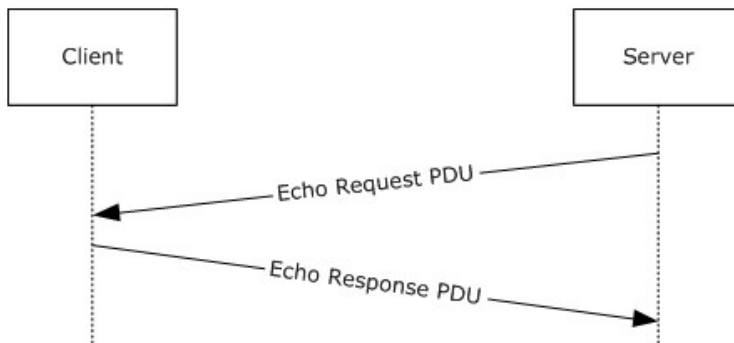 Client
Server
Echo Request PDU
Echo Response PDU